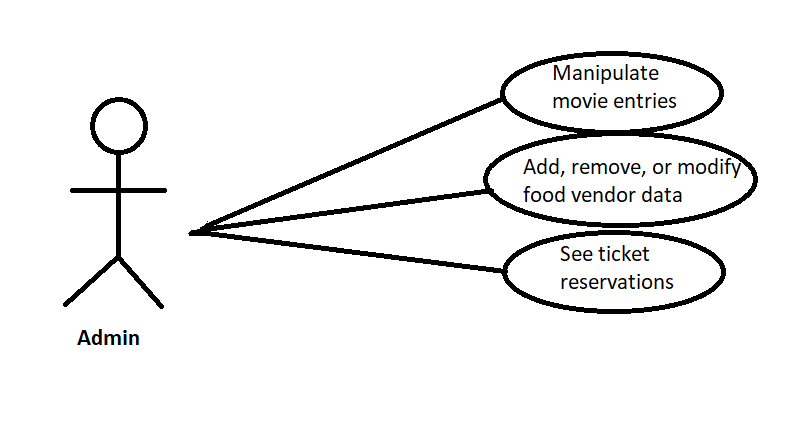 Manipulate
movie entries
Add, remove, or modify
food vendor data
See ticket
reservations
Admin